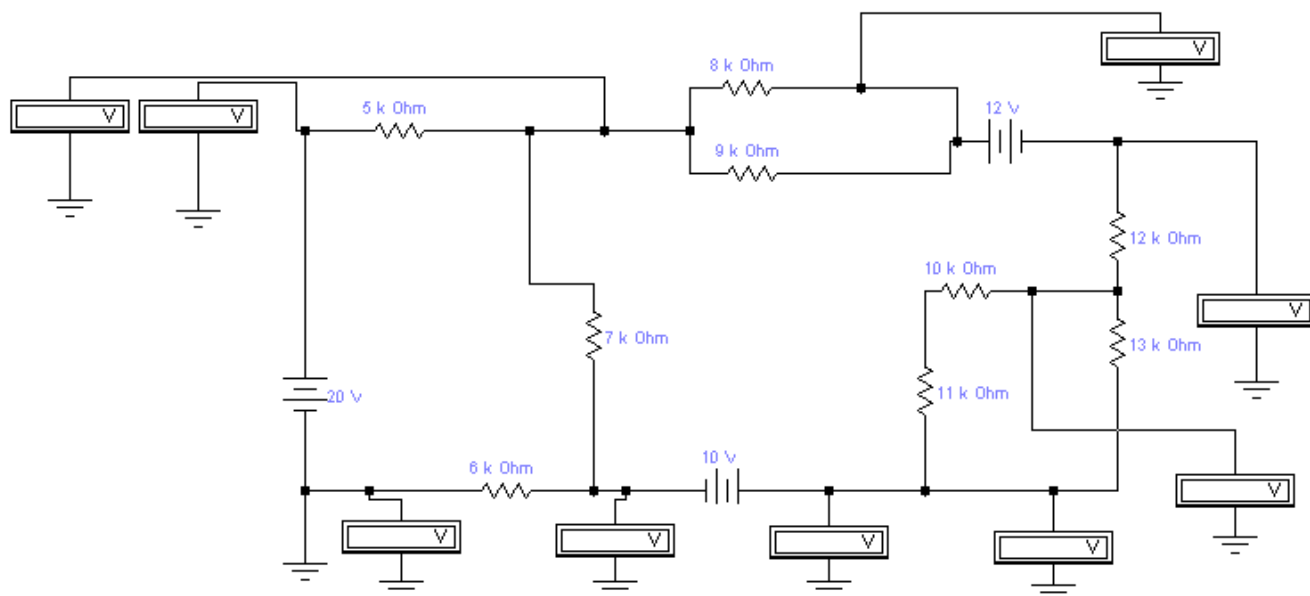 V
8 k Ohm
V
V
5 k Ohm
12 V
9 k Ohm
12 k Ohm
10 k Ohm
V
7 k Ohm
13 k Ohm
20 V
11 k Ohm
6 k Ohm
10 V
V
V
V
V
V